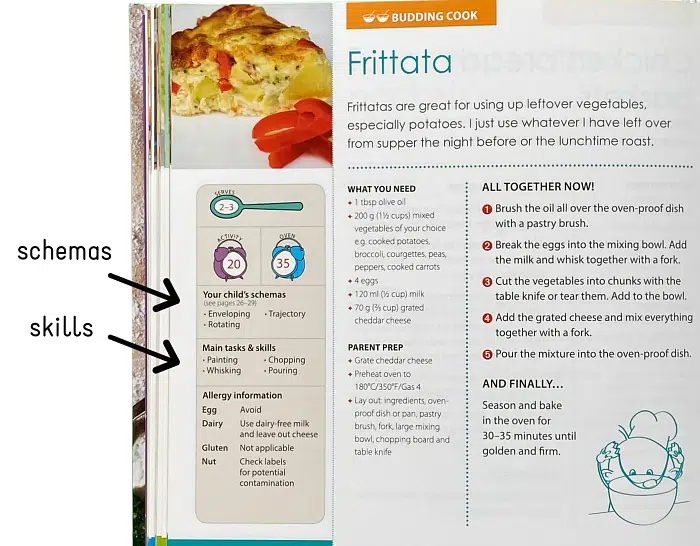 BUDDING COOK
Frittata
Frittatas are great for using up leftover vegetables,
especially potatoes. I just use whatever I have left over
from supper the night before or the lunchtime roast.
schemas
skills
SERVES
2–3
ACTIVITY
20
OVEN
35
Your child's schemas
(see pages 26–29)
• Enveloping • Trajectory
• Rotating
Main tasks & skills
• Painting • Chopping
• Whisking • Pouring
Allergy information
Egg Avoid
Dairy Use dairy-free milk
and leave out cheese
Gluten Not applicable
Nut Check labels
for potential
contamination
WHAT YOU NEED
✦ 1 tbsp olive oil
✦ 200 g (1½ cups) mixed
vegetables of your choice
e.g. cooked potatoes,
broccoli, courgettes, peas,
peppers, cooked carrots
✦ 4 eggs
✦ 120 ml (½ cup) milk
✦ 70 g (⅔ cup) grated
cheddar cheese
PARENT PREP
✦ Grate cheddar cheese
✦ Preheat oven to
180°C/350°F/Gas 4
✦ Lay out: ingredients, oven-
proof dish or pan, pastry
brush, fork, large mixing
bowl, chopping board and
table knife
ALL TOGETHER NOW!
1 Brush the oil all over the oven-proof dish
with a pastry brush.
2 Break the eggs into the mixing bowl. Add
the milk and whisk together with a fork.
3 Cut the vegetables into chunks with the
table knife or tear them. Add to the bowl.
4 Add the grated cheese and mix everything
together with a fork.
5 Pour the mixture into the oven-proof dish.
AND FINALLY…
Season and bake
in the oven for
30–35 minutes until
golden and firm.